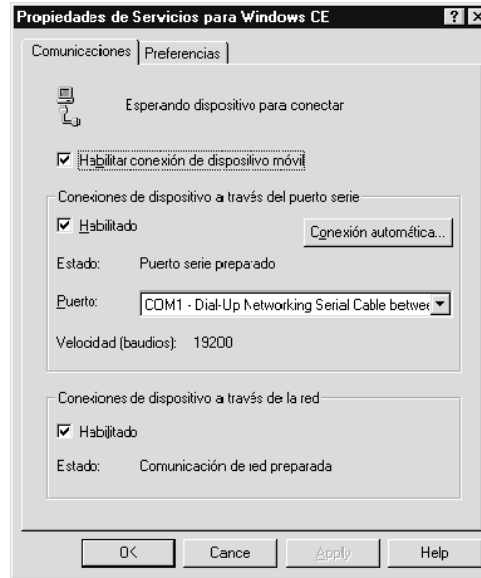 Propiedades de Servicios para Windows CE
Comunicaciones Preferencias
Esperando dispositivo para conectar
Habilitar conexión de dispositivo móvil
Conexiones de dispositivo a través del puerto serie
Habilitado
Conexión automática...
Estado: Puerto serie preparado
Puerto: COM1 - Dial-Up Networking Serial Cable betwee
Velocidad (baudios): 19200
Conexiones de dispositivo a través de la red
Habilitado
Estado: Comunicación de red preparada
OK Cance Apply Help